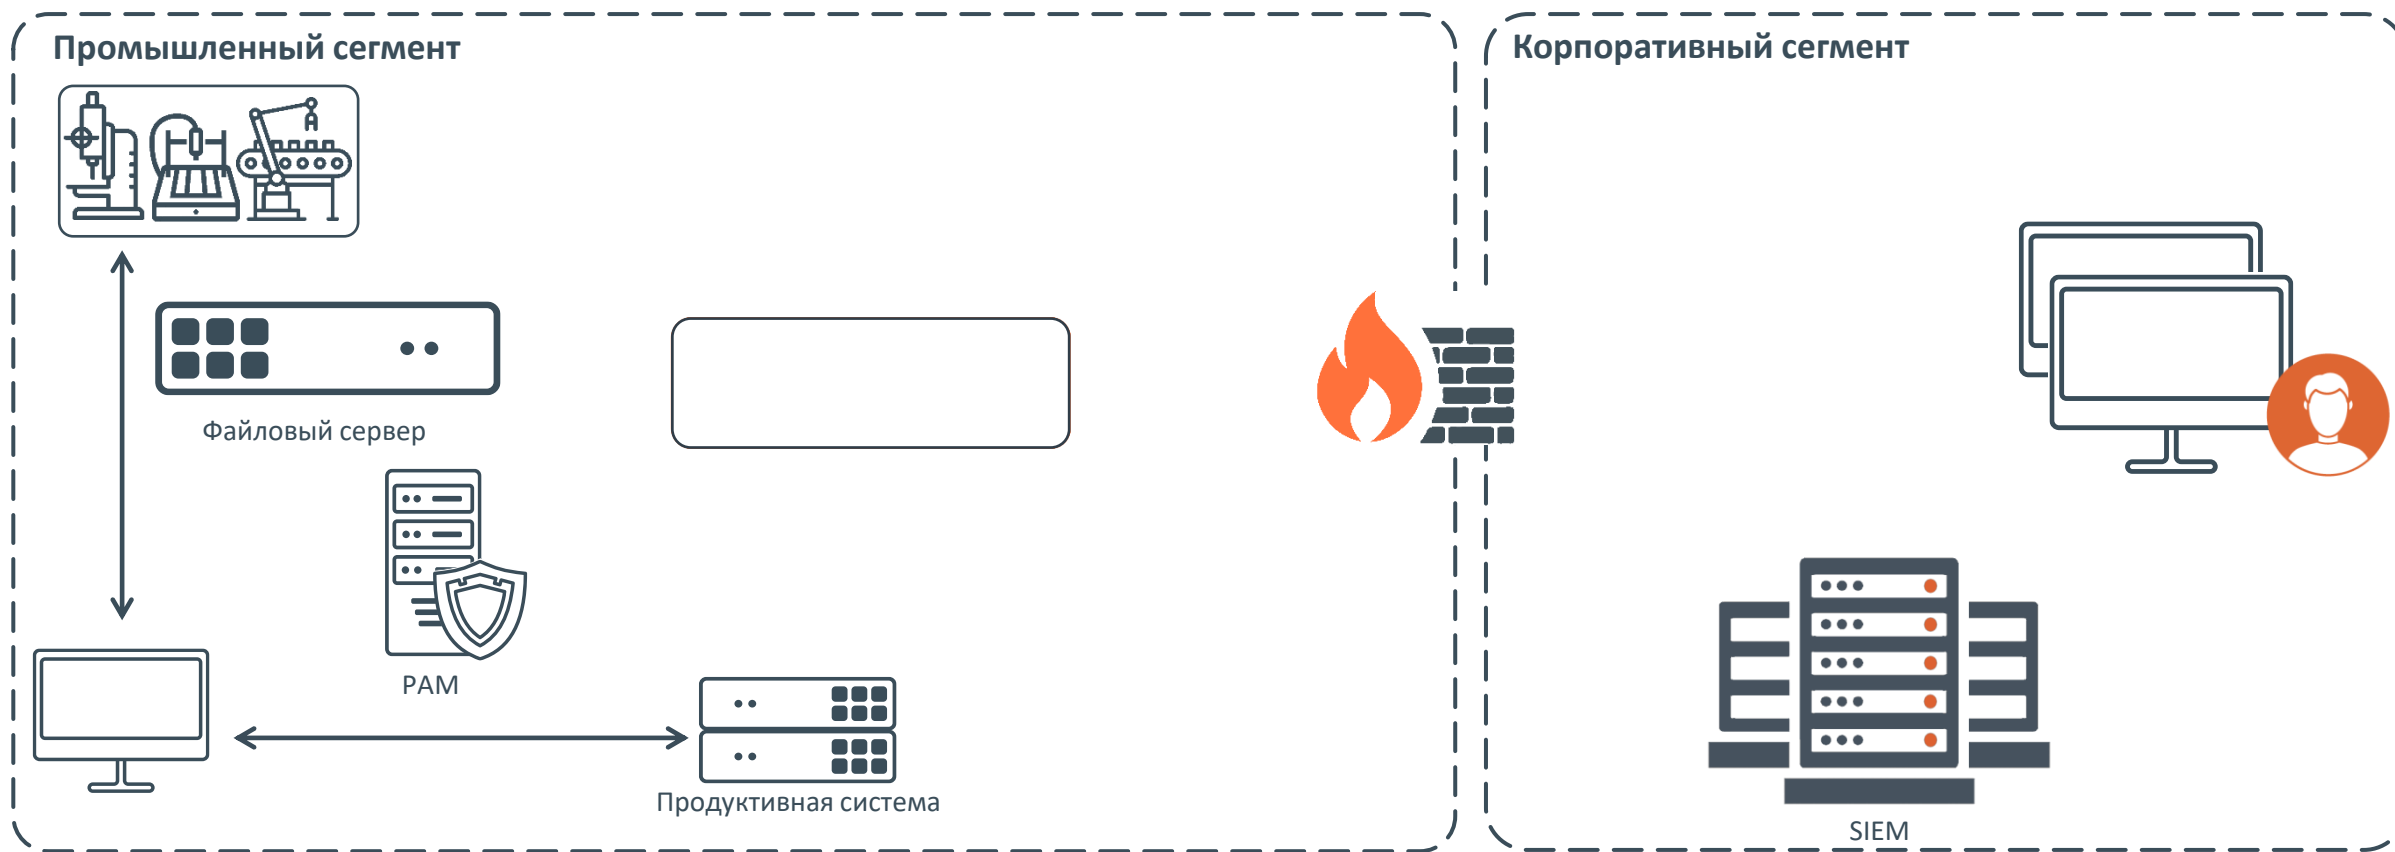 Промышленный сегмент
Корпоративный сегмент
Файловый сервер
PAM
Продуктивная система
SIEM